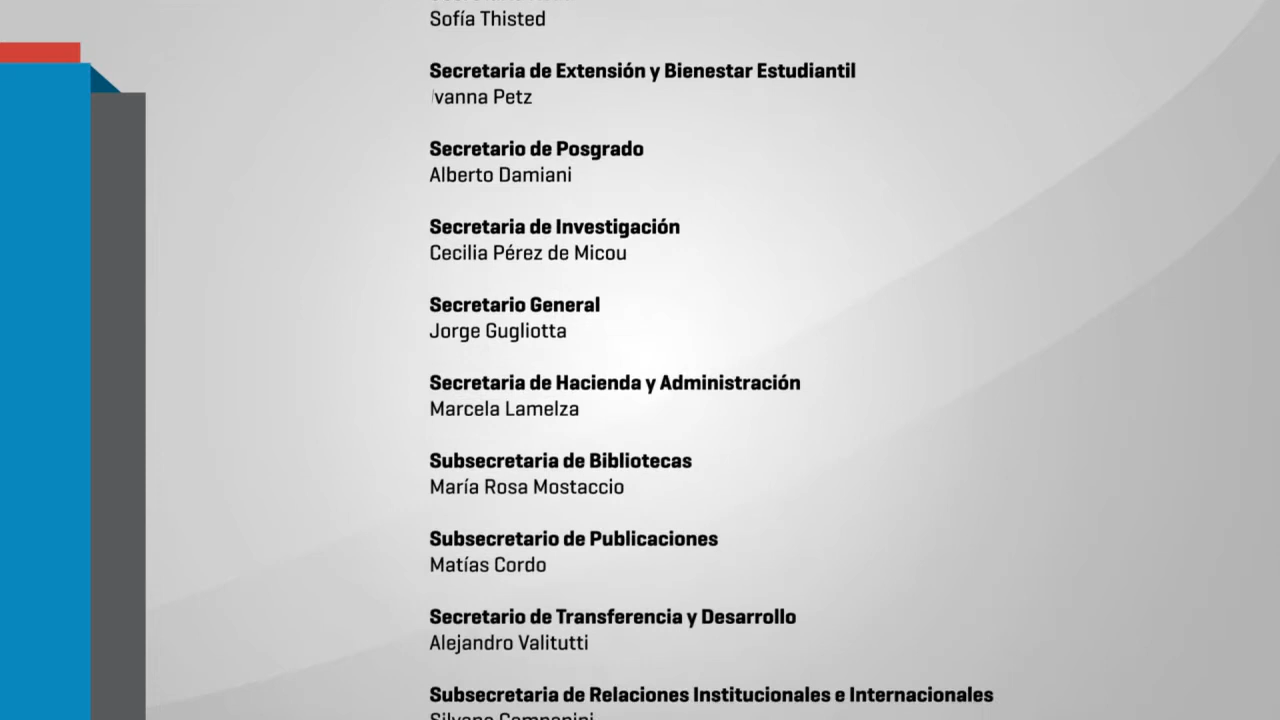 Sofía Thisted
Secretaria de Extensión y Bienestar Estudiantil
Ivanna Petz
Secretario de Posgrado
Alberto Damiani
Secretaria de Investigación
Cecilia Pérez de Micou
Secretario General
Jorge Gugliotta
Secretaria de Hacienda y Administración
Marcela Lamelza
Subsecretaria de Bibliotecas
María Rosa Mostaccio
Subsecretario de Publicaciones
Matías Cordo
Secretario de Transferencia y Desarrollo
Alejandro Valitutti
Subsecretaria de Relaciones Institucionales e Internacionales